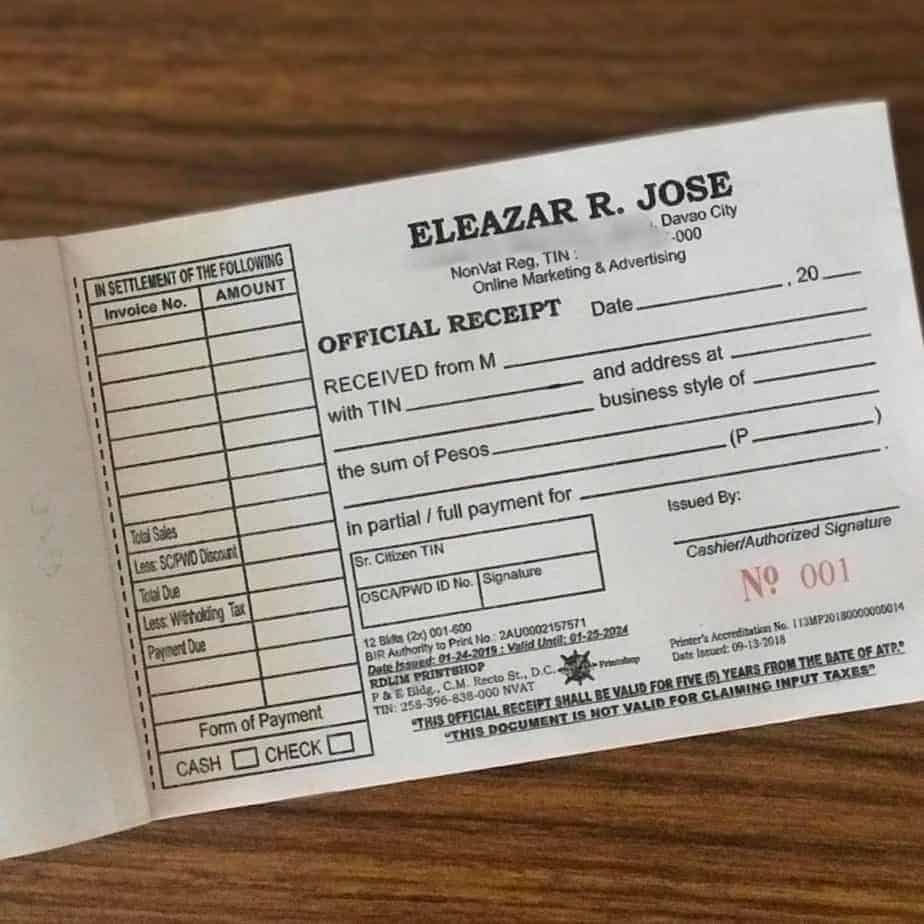 ELEAZAR R. JOSE
, Davao City
NonVat Reg, TIN : -000
Online Marketing & Advertising
IN SETTLEMENT OF THE FOLLOWING
Invoice No. AMOUNT
Total Sales
Less: SC/PWD Discount
Total Due
Less: Withholding Tax
Payment Due
Form of Payment
CASH CHECK
OFFICIAL RECEIPT Date , 20
RECEIVED from M
with TIN and address at
business style of
the sum of Pesos
(P )
in partial / full payment for .
Sr. Citizen TIN
OSCA/PWD ID No. Signature
Issued By:
Cashier/Authorized Signature
Nº 001
12 Bklts (2x) 001-600
BIR Authority to Print No.: 2AU0002157571
Date Issued: 01-24-2019 ; Valid Until: 01-25-2024
RDLIM PRINTSHOP
P & E Bldg., C.M. Recto St., D.C.
TIN: 258-396-838-000 NVAT
Printshop
Printer's Accreditation No. 113MP20180000000014
Date Issued: 09-13-2018
"THIS OFFICIAL RECEIPT SHALL BE VALID FOR FIVE (5) YEARS FROM THE DATE OF ATP."
"THIS DOCUMENT IS NOT VALID FOR CLAIMING INPUT TAXES"